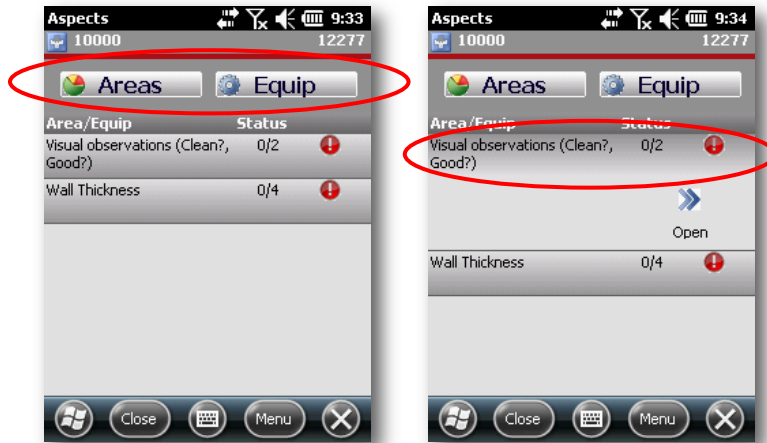 Aspects 9:33
10000 12277
Areas Equip
Area/Equip Status
Visual observations (Clean?, 0/2
Good?)
Wall Thickness 0/4
Close Menu
Aspects 9:34
10000 12277
Areas Equip
Area/Equip Status
Visual observations (Clean?, 0/2
Good?)
Open
Wall Thickness 0/4
Close Menu